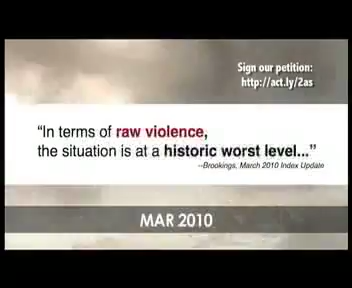 Sign our petition:
http://act.ly/2as
“In terms of raw violence,
the situation is at a historic worst level...”
--Brookings, March 2010 Index Update
MAR 2010